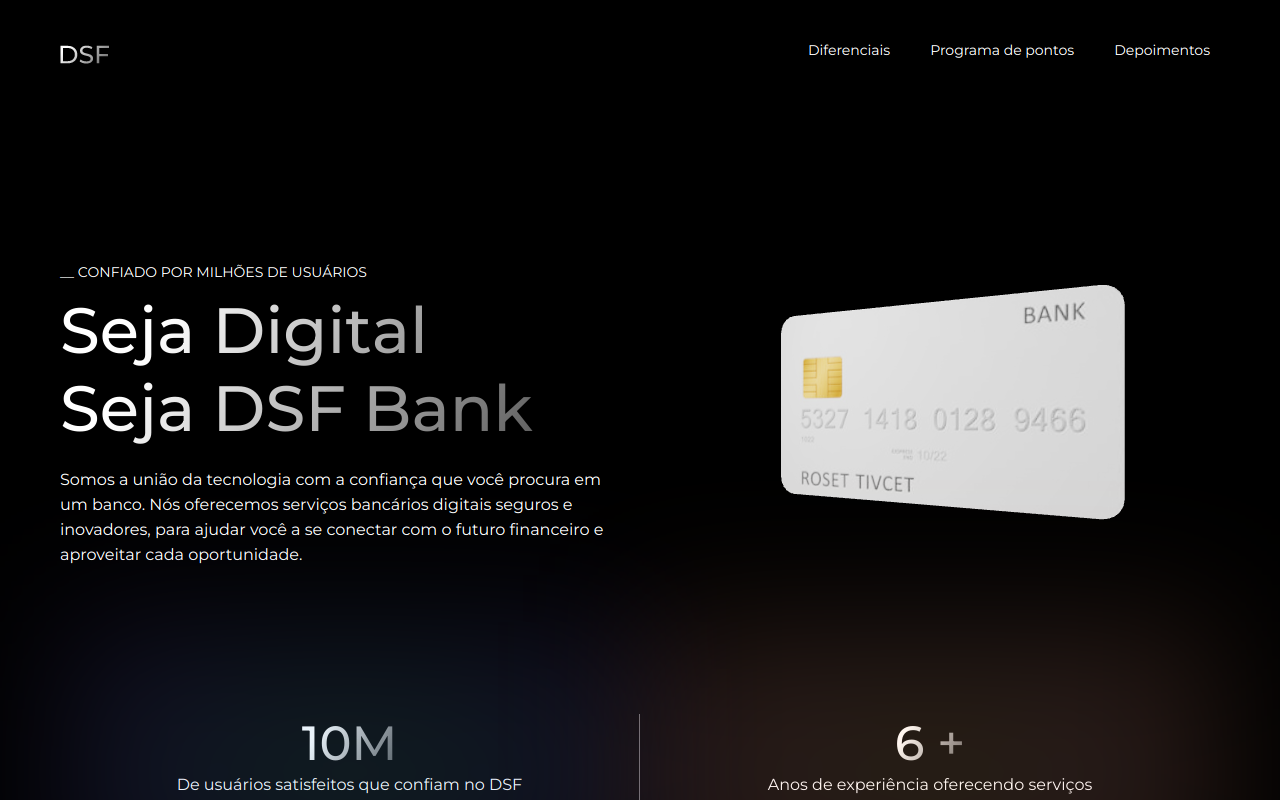 DSF
Diferenciais Programa de pontos Depoimentos
__ CONFIADO POR MILHÕES DE USUÁRIOS
Seja Digital
Seja DSF Bank
Somos a união da tecnologia com a confiança que você procura em
um banco. Nós oferecemos serviços bancários digitais seguros e
inovadores, para ajudar você a se conectar com o futuro financeiro e
aproveitar cada oportunidade.
BANK
5327 1418 0128 9466
10/22
ROSET TIVCET
10M
De usuários satisfeitos que confiam no DSF
6 +
Anos de experiência oferecendo serviços